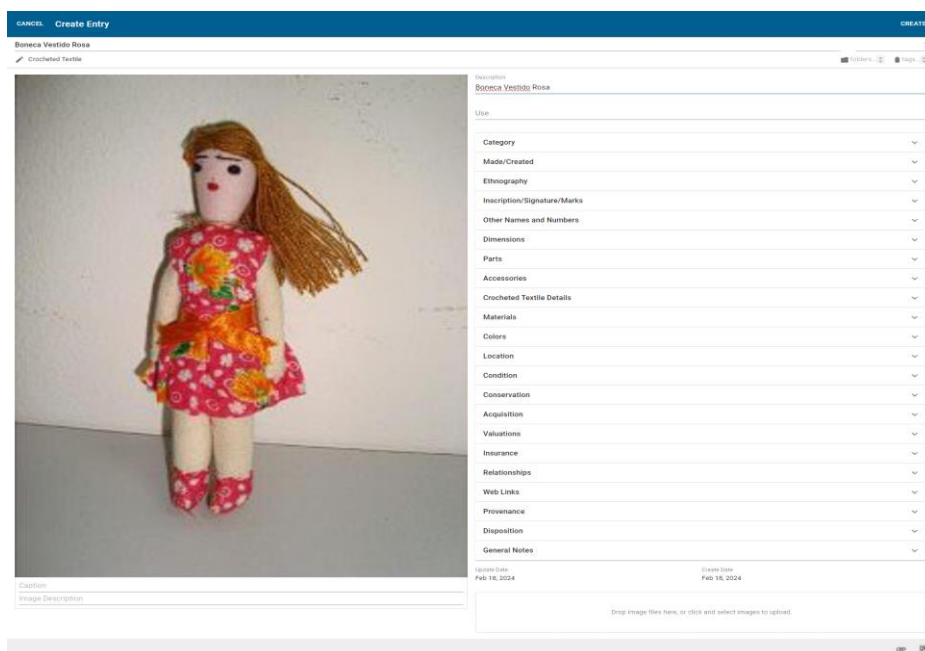 CANCEL Create Entry CREATE
Boneca Vestido Rosa
Crocheted Textile folders... tags...
Description
Boneca Vestido Rosa
Use
Category
Made/Created
Ethnography
Inscription/Signature/Marks
Other Names and Numbers
Dimensions
Parts
Accessories
Crocheted Textile Details
Materials
Colors
Location
Condition
Conservation
Acquisition
Valuations
Insurance
Relationships
Web Links
Provenance
Disposition
General Notes
Update Date Create Date
Feb 18, 2024 Feb 18, 2024
Caption
Image Description
Drop image files here, or click and select images to upload.